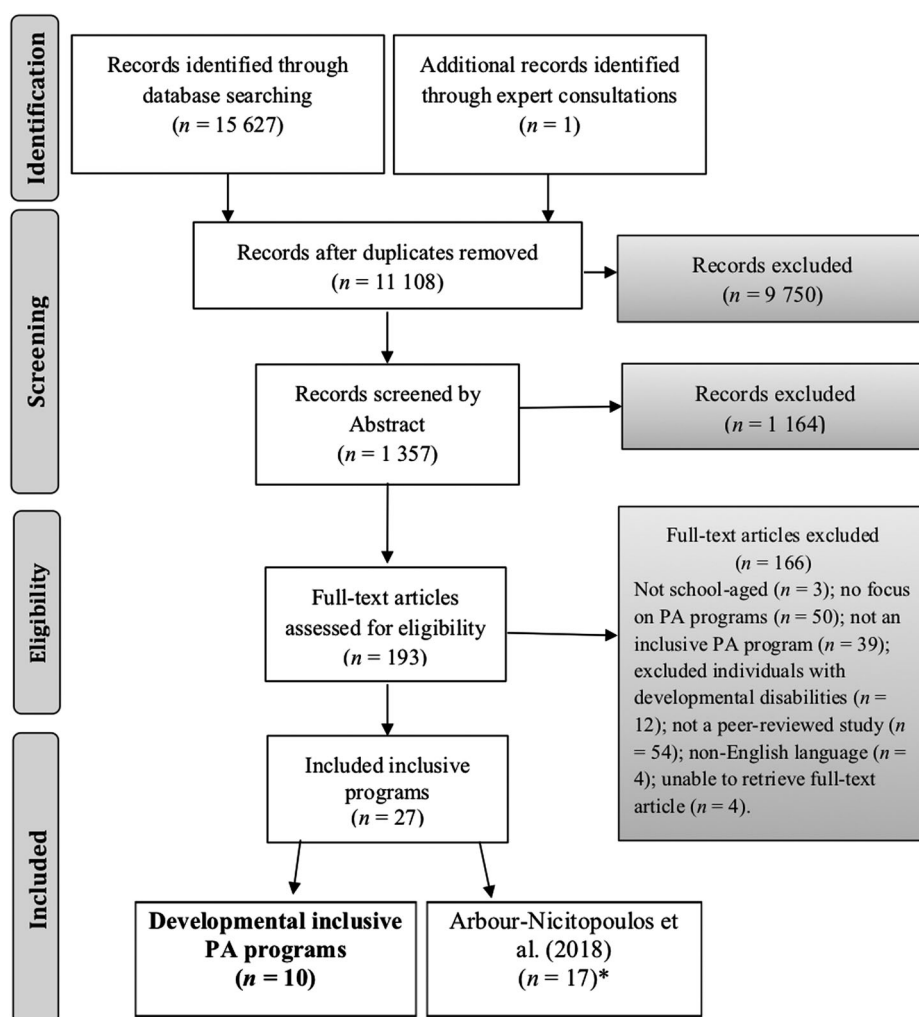 Identification
Records identified through
database searching
(n = 15 627)
Additional records identified
through expert consultations
(n = 1)
Screening
Records after duplicates removed
(n = 11 108)
Records excluded
(n = 9 750)
Records screened by
Abstract
(n = 1 357)
Records excluded
(n = 1 164)
Eligibility
Full-text articles
assessed for eligibility
(n = 193)
Full-text articles excluded
(n = 166)
Not school-aged (n = 3); no focus
on PA programs (n = 50); not an
inclusive PA program (n = 39);
excluded individuals with
developmental disabilities (n =
12); not a peer-reviewed study (n
= 54); non-English language (n =
4); unable to retrieve full-text
article (n = 4).
Included
Included inclusive
programs
(n = 27)
Developmental inclusive
PA programs
(n = 10)
Arbour-Nicitopoulos et
al. (2018)
(n = 17)*